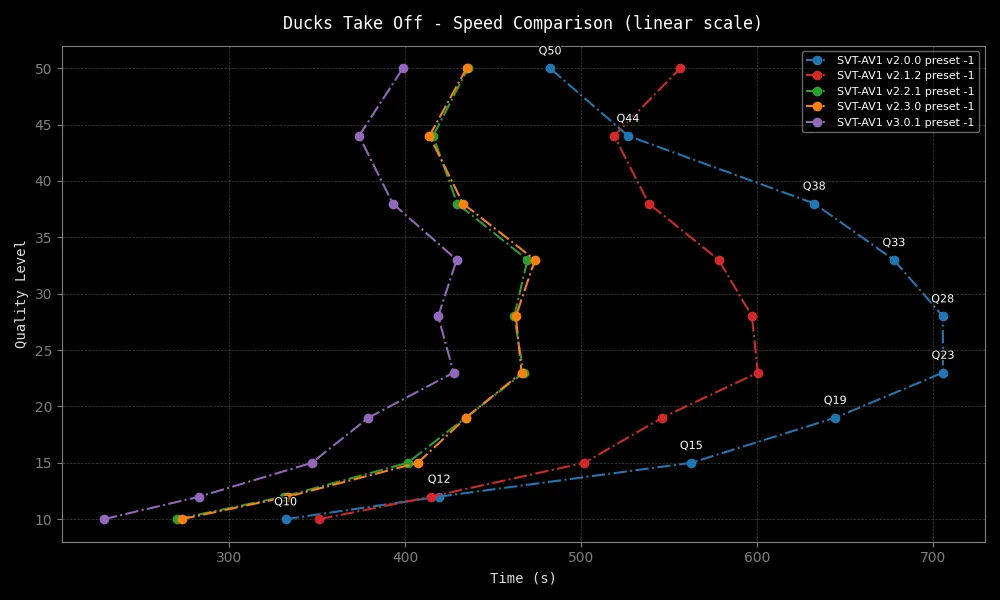 Ducks Take Off - Speed Comparison (linear scale)
Q50
SVT-AV1 v2.0.0 preset -1
SVT-AV1 v2.1.2 preset -1
SVT-AV1 v2.2.1 preset -1
SVT-AV1 v2.3.0 preset -1
SVT-AV1 v3.0.1 preset -1
50
Q44
45
Q38
40
Q33
35
Q28
30
Q23
25
Q19
20
Q15
15
Q12
Q10
10
Quality Level
300 400 500 600 700
Time (s)